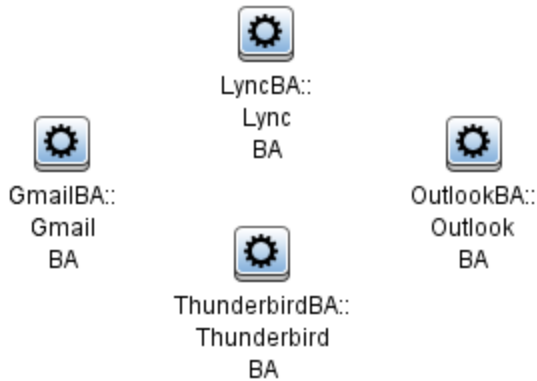 LyncBA::
Lync
BA
GmailBA::
Gmail
BA
OutlookBA::
Outlook
BA
ThunderbirdBA::
Thunderbird
BA